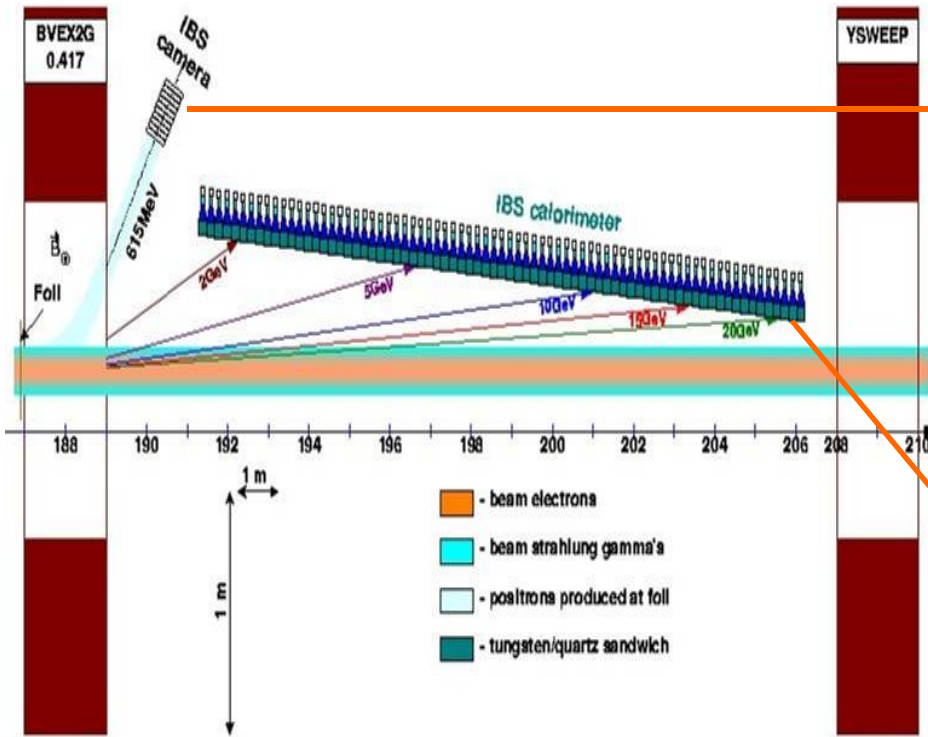 BVEX2G
0.417
IBS
camera
YSWEEP
615MeV
IBS calorimeter
B
Foil
2GeV
5GeV
10GeV
15GeV
20GeV
188 190 192 194 196 198 200 202 204 206 208 210
1 m
1 m
- beam electrons
- beam strahlung gamma's
- positrons produced at foil
- tungsten/quartz sandwich